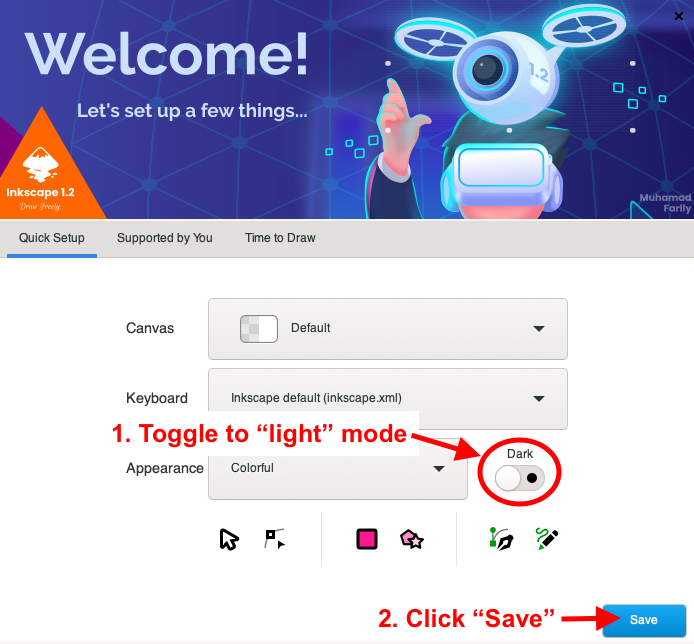 Welcome!
Let's set up a few things...
1.2
Inkscape 1.2
Draw Freely.
Muhamad
Farily
Quick Setup
Supported by You
Time to Draw
Canvas
Default
Keyboard
Inkscape default (inkscape.xml)
1. Toggle to “light” mode
Dark
Appearance
Colorful
2. Click “Save”
Save